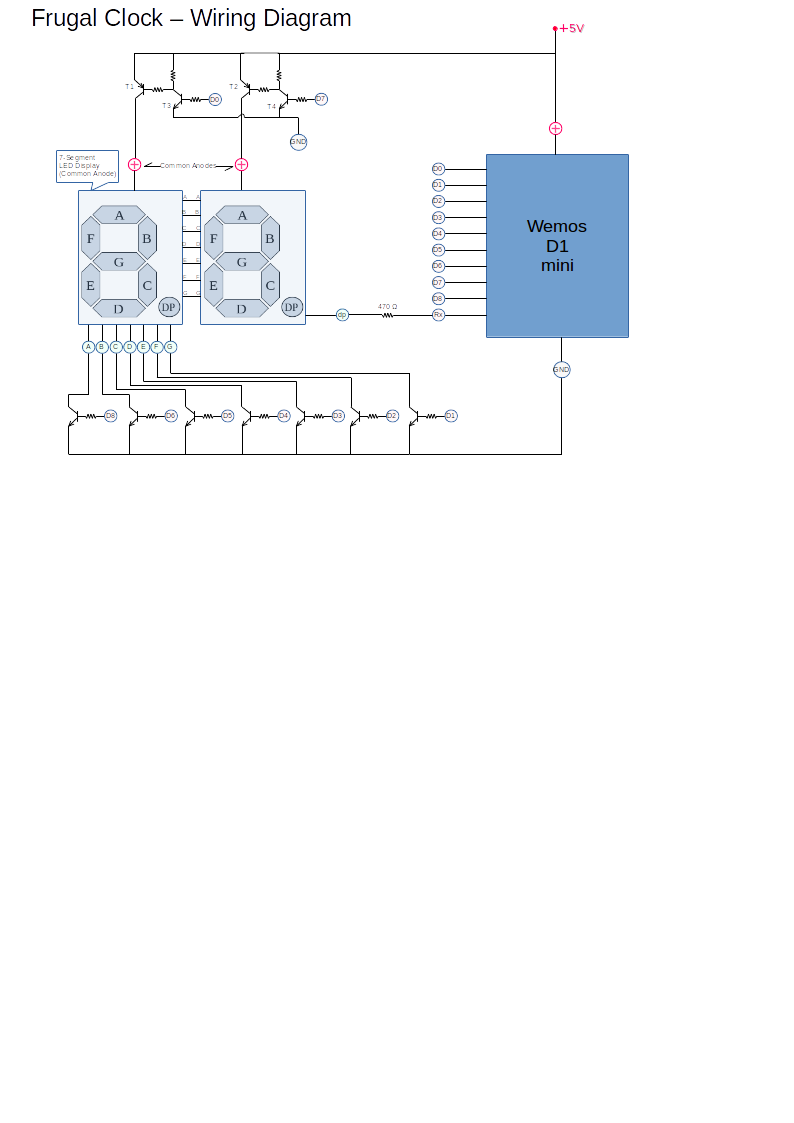 Frugal Clock – Wiring Diagram
+5V
T1
T2
T3
D0
T4
D7
GND
7-Segment
LED Display
(Common Anode)
Common Anodes
A A
B B
C C
D D
E E
F F
G G
A
F B
G
E C
D
DP
A
F B
G
E C
D
DP
D0
D1
D2
D3
D4
D5
D6
D7
D8
Rx
Wemos
D1
mini
dp
470 Ω
A B C D E F G
GND
D8 D6 D5 D4 D3 D2 D1